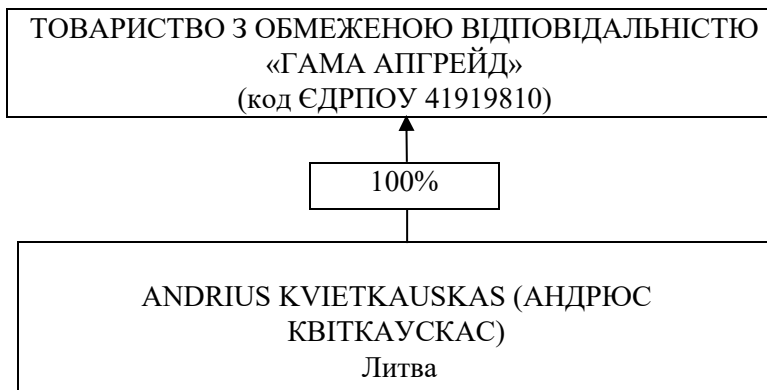 ТОВАРИСТВО З ОБМЕЖЕНОЮ ВІДПОВІДАЛЬНІСТЮ
«ГАМА АПГРЕЙД»
(код ЄДРПОУ 41919810)
100%
ANDRIUS KVIETKAUSKAS (АНДРЮС
КВІТКАУСКАС)
Литва